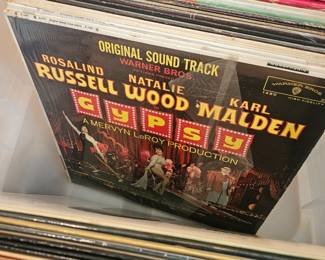 ORIGINAL SOUND TRACK
WARNER BROS.
ROSALIND NATALIE KARL
RUSSELL WOOD MALDEN
GYPSY
A MERVYN LeROY PRODUCTION